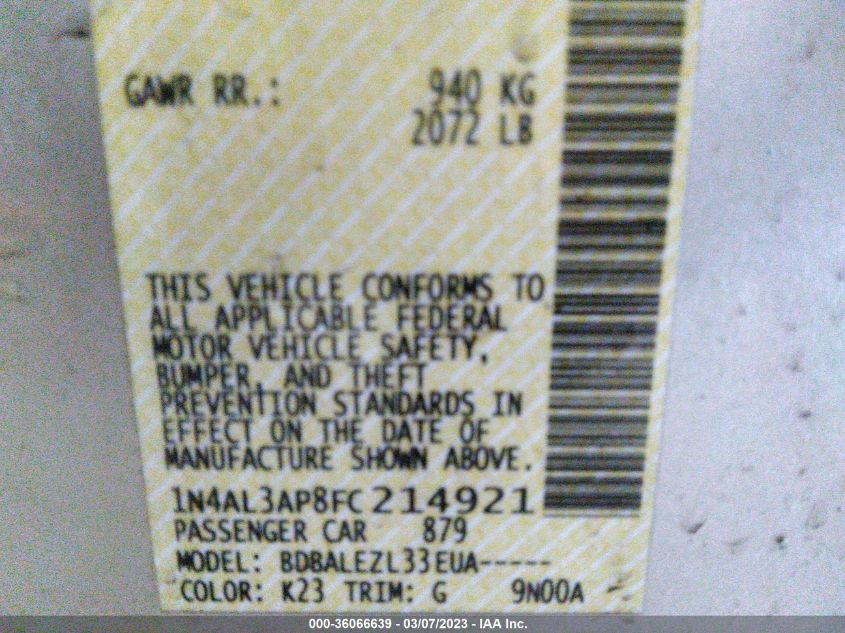 GAWR RR.: 940 KG
2072 LB
THIS VEHICLE CONFORMS TO
ALL APPLICABLE FEDERAL
MOTOR VEHICLE SAFETY,
BUMPER, AND THEFT
PREVENTION STANDARDS IN
EFFECT ON THE DATE OF
MANUFACTURE SHOWN ABOVE.
1N4AL3AP8FC214921
PASSENGER CAR 879
MODEL: BDBALEZL33EUA-----
COLOR: K23 TRIM: G 9N00A
000-36066639 - 03/07/2023 - IAA Inc.